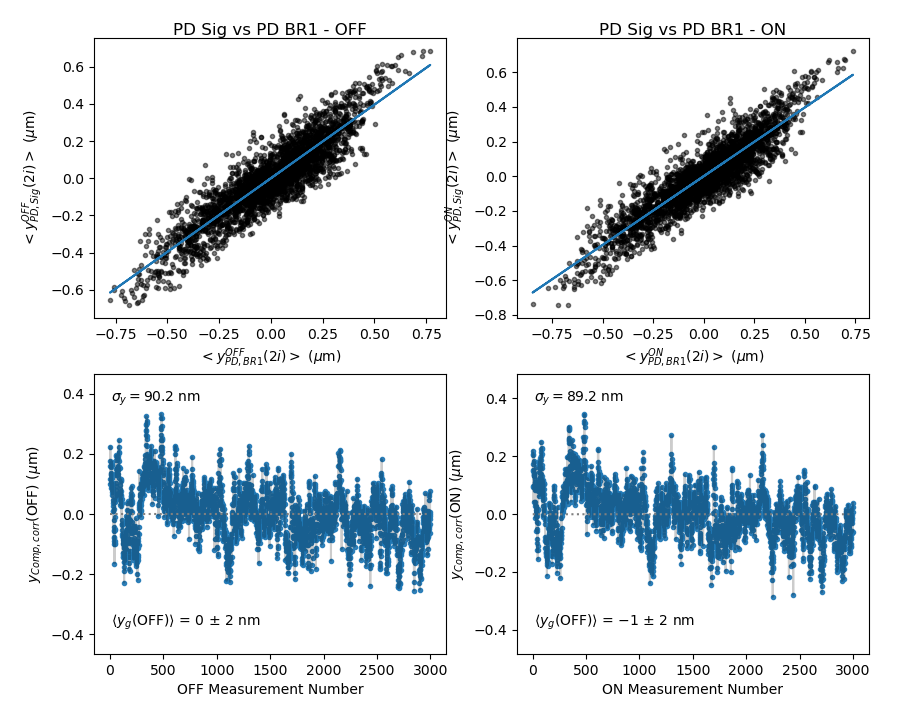 PD Sig vs PD BR1 - OFF
0.6
0.4
0.2
0.0
−0.2
−0.4
−0.6
< y^{OFF}_{PD, Sig}(2i) > (μm)
−0.75 −0.50 −0.25 0.00 0.25 0.50 0.75
< y^{OFF}_{PD, BR1}(2i) > (μm)
PD Sig vs PD BR1 - ON
0.6
0.4
0.2
0.0
−0.2
−0.4
−0.6
−0.8
< y^{ON}_{PD, Sig}(2i) > (μm)
−0.75 −0.50 −0.25 0.00 0.25 0.50 0.75
< y^{ON}_{PD, BR1}(2i) > (μm)
σ_y = 90.2 nm
0.4
0.2
0.0
−0.2
−0.4
y_{Comp, corr}(OFF) (μm)
⟨y_g(OFF)⟩ = 0 ± 2 nm
0 500 1000 1500 2000 2500 3000
OFF Measurement Number
σ_y = 89.2 nm
0.4
0.2
0.0
−0.2
−0.4
y_{Comp, corr}(ON) (μm)
⟨y_g(OFF)⟩ = −1 ± 2 nm
0 500 1000 1500 2000 2500 3000
ON Measurement Number